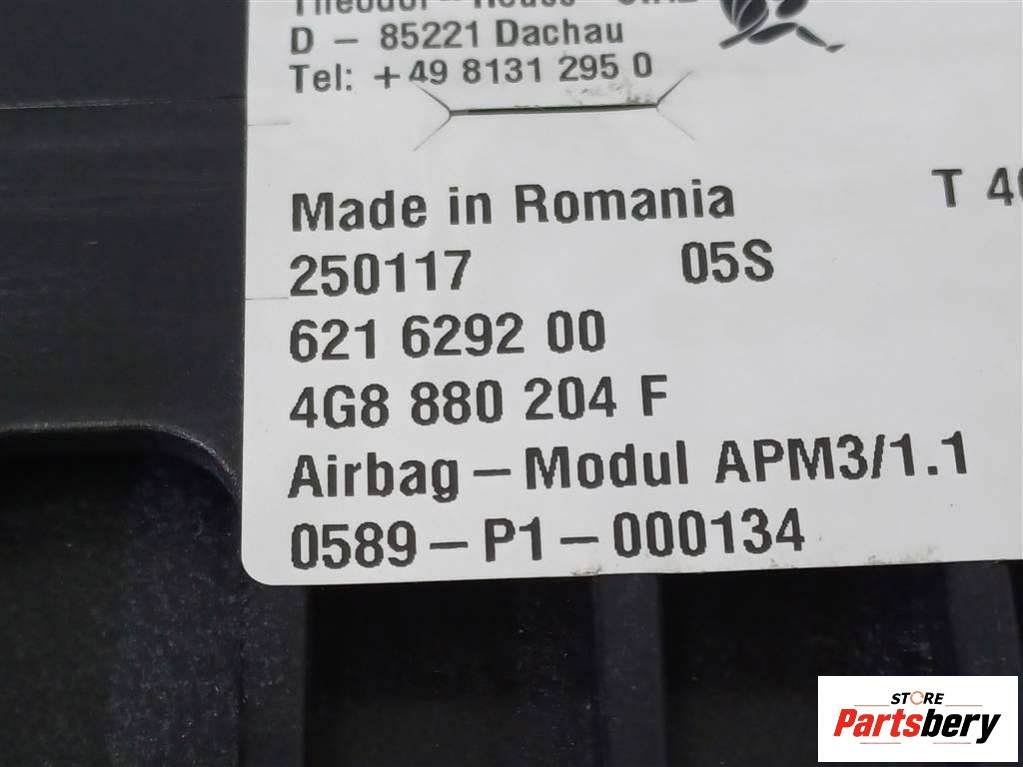 D – 85221 Dachau
Tel: +49 8131 295 0
Made in Romania
T 4
250117 05S
621 6292 00
4G8 880 204 F
Airbag – Modul APM3/1.1
0589 – P1 – 000134
STORE
Partsbery